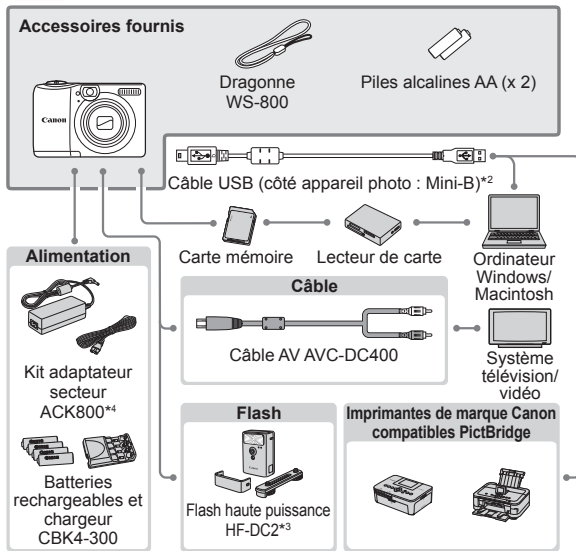 Accessoires fournis
Canon
Dragonne
WS-800
Piles alcalines AA (x 2)
Câble USB (côté appareil photo : Mini-B)*2
Carte mémoire
Lecteur de carte
Ordinateur
Windows/
Macintosh
Alimentation
Kit adaptateur
secteur
ACK800*4
Canon
Batteries
rechargeables et
chargeur
CBK4-300
Câble
Câble AV AVC-DC400
Système
télévision/
vidéo
Flash
Canon
Flash haute puissance
HF-DC2*3
Imprimantes de marque Canon
compatibles PictBridge